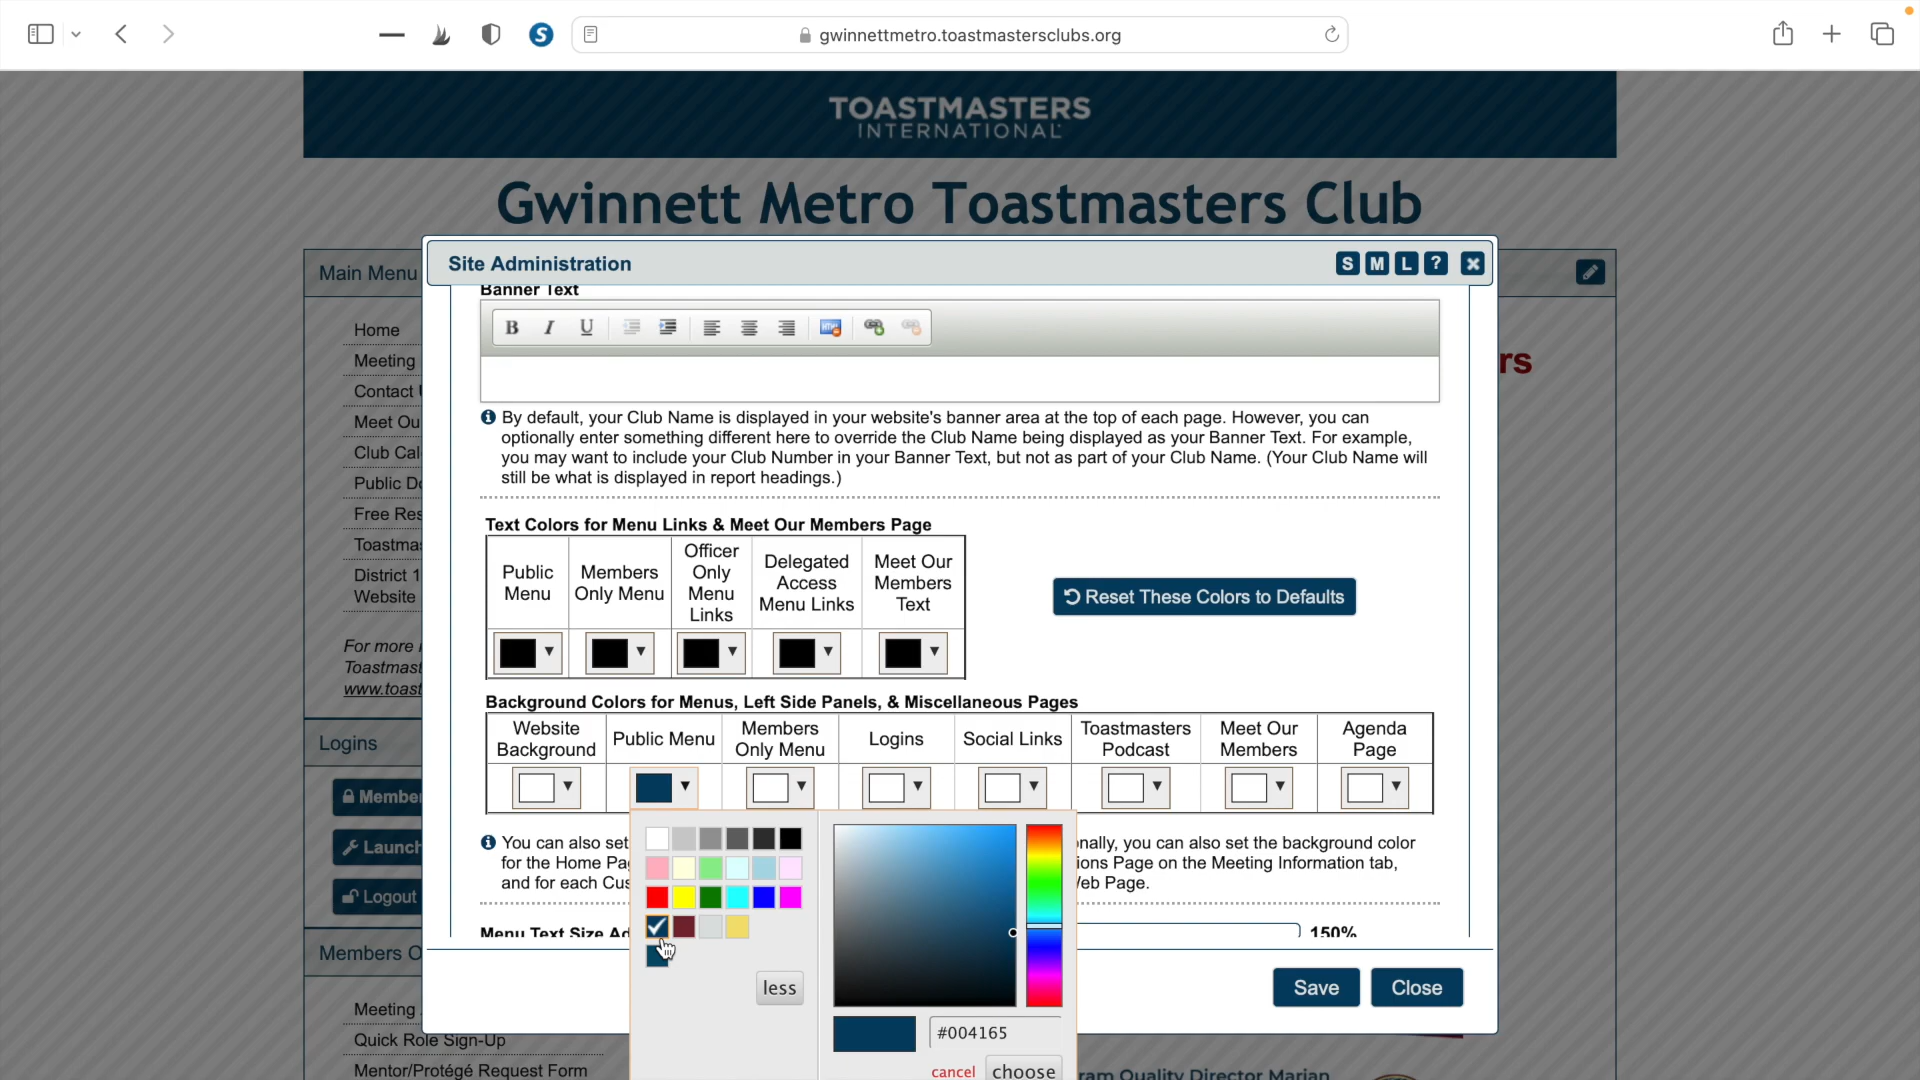 gwinnettmetro.toastmastersclubs.org
TOASTMASTERS
INTERNATIONAL
Gwinnett Metro Toastmasters Club
Main Menu
Site Administration
S M L ?
Home
Meeting
Contact
Meet Ou
Club Cal
Public Do
Free Res
Toastmas
District 1
Website
For more
Toastmast
www.toast
Logins
Member
Launch
Logout
Members O
Meeting
Quick Role Sign-Up
Mentor/Protégé Request Form
rs
Banner Text
B I U
HTML
By default, your Club Name is displayed in your website's banner area at the top of each page. However, you can
optionally enter something different here to override the Club Name being displayed as your Banner Text. For example,
you may want to include your Club Number in your Banner Text, but not as part of your Club Name. (Your Club Name will
still be what is displayed in report headings.)
Text Colors for Menu Links & Meet Our Members Page
Public Menu
Members Only Menu
Officer Only Menu Links
Delegated Access Menu Links
Meet Our Members Text
Reset These Colors to Defaults
Background Colors for Menus, Left Side Panels, & Miscellaneous Pages
Website Background
Public Menu
Members Only Menu
Logins
Social Links
Toastmasters Podcast
Meet Our Members
Agenda Page
You can also set nally, you can also set the background color
for the Home Pa ions Page on the Meeting Information tab,
and for each Cus eb Page.
Menu Text Size Ad 150%
less
#004165
cancel choose
Save Close
ram Quality Director Marian